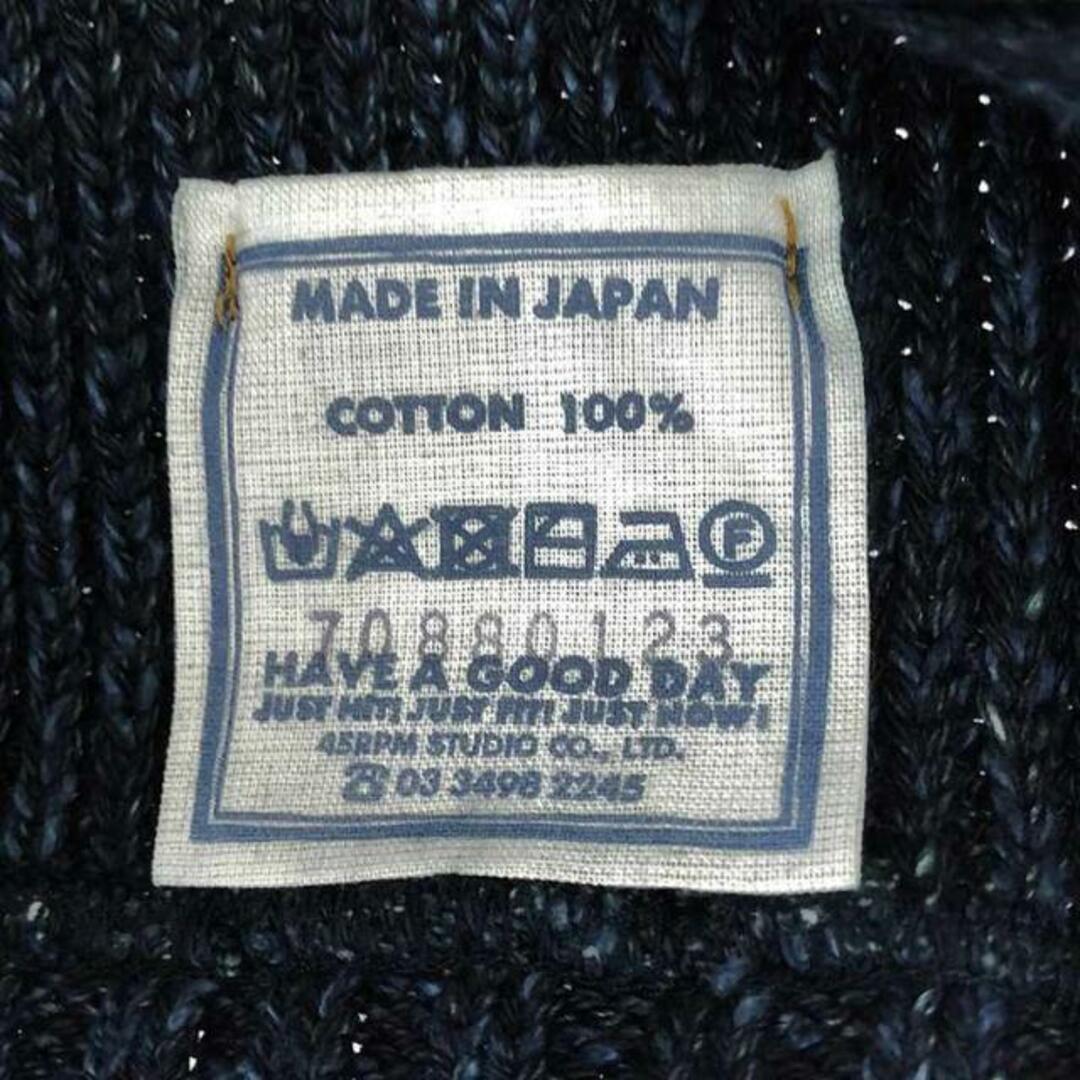 MADE IN JAPAN
COTTON 100%
F
70880123
HAVE A GOOD DAY
JUST HIT! JUST FIT! JUST NOW!
45RPM STUDIO CO., LTD.
☎ 03 3498 2245